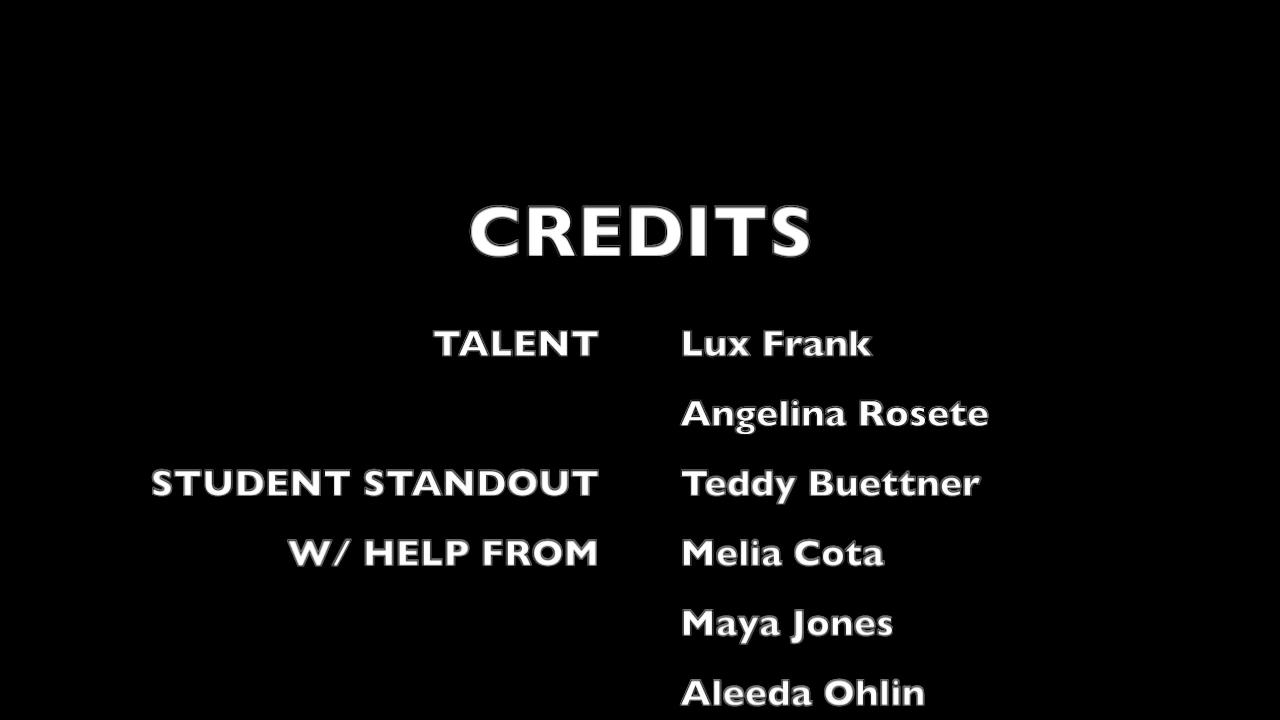 CREDITS
TALENT Lux Frank
Angelina Rosete
STUDENT STANDOUT Teddy Buettner
W/ HELP FROM Melia Cota
Maya Jones
Aleeda Ohlin